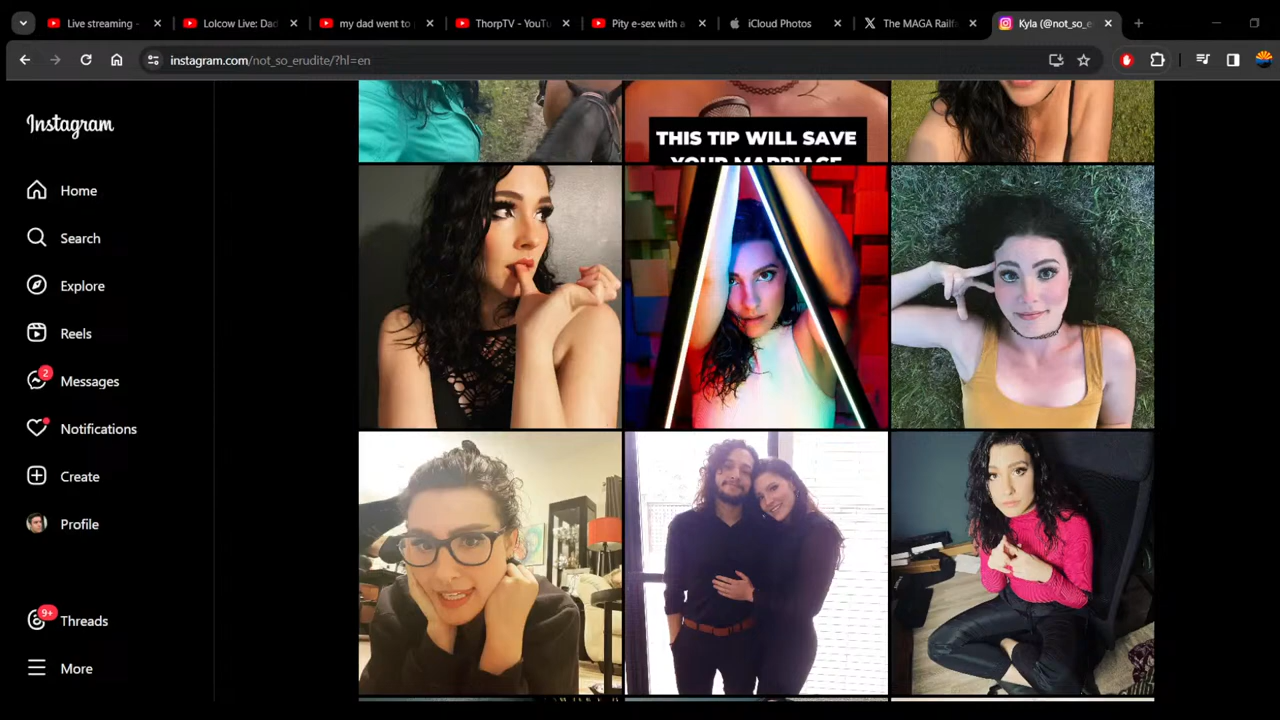 Live streaming -
Lolcow Live: Dad
my dad went to
ThorpTV - YouTu
Pity e-sex with a
iCloud Photos
The MAGA Railfa
Kyla (@not_so_e
instagram.com/not_so_erudite/?hl=en
Instagram
THIS TIP WILL SAVE
YOUR MARRIAGE
Home
Search
Explore
Reels
2
Messages
Notifications
Create
Profile
9+
Threads
More